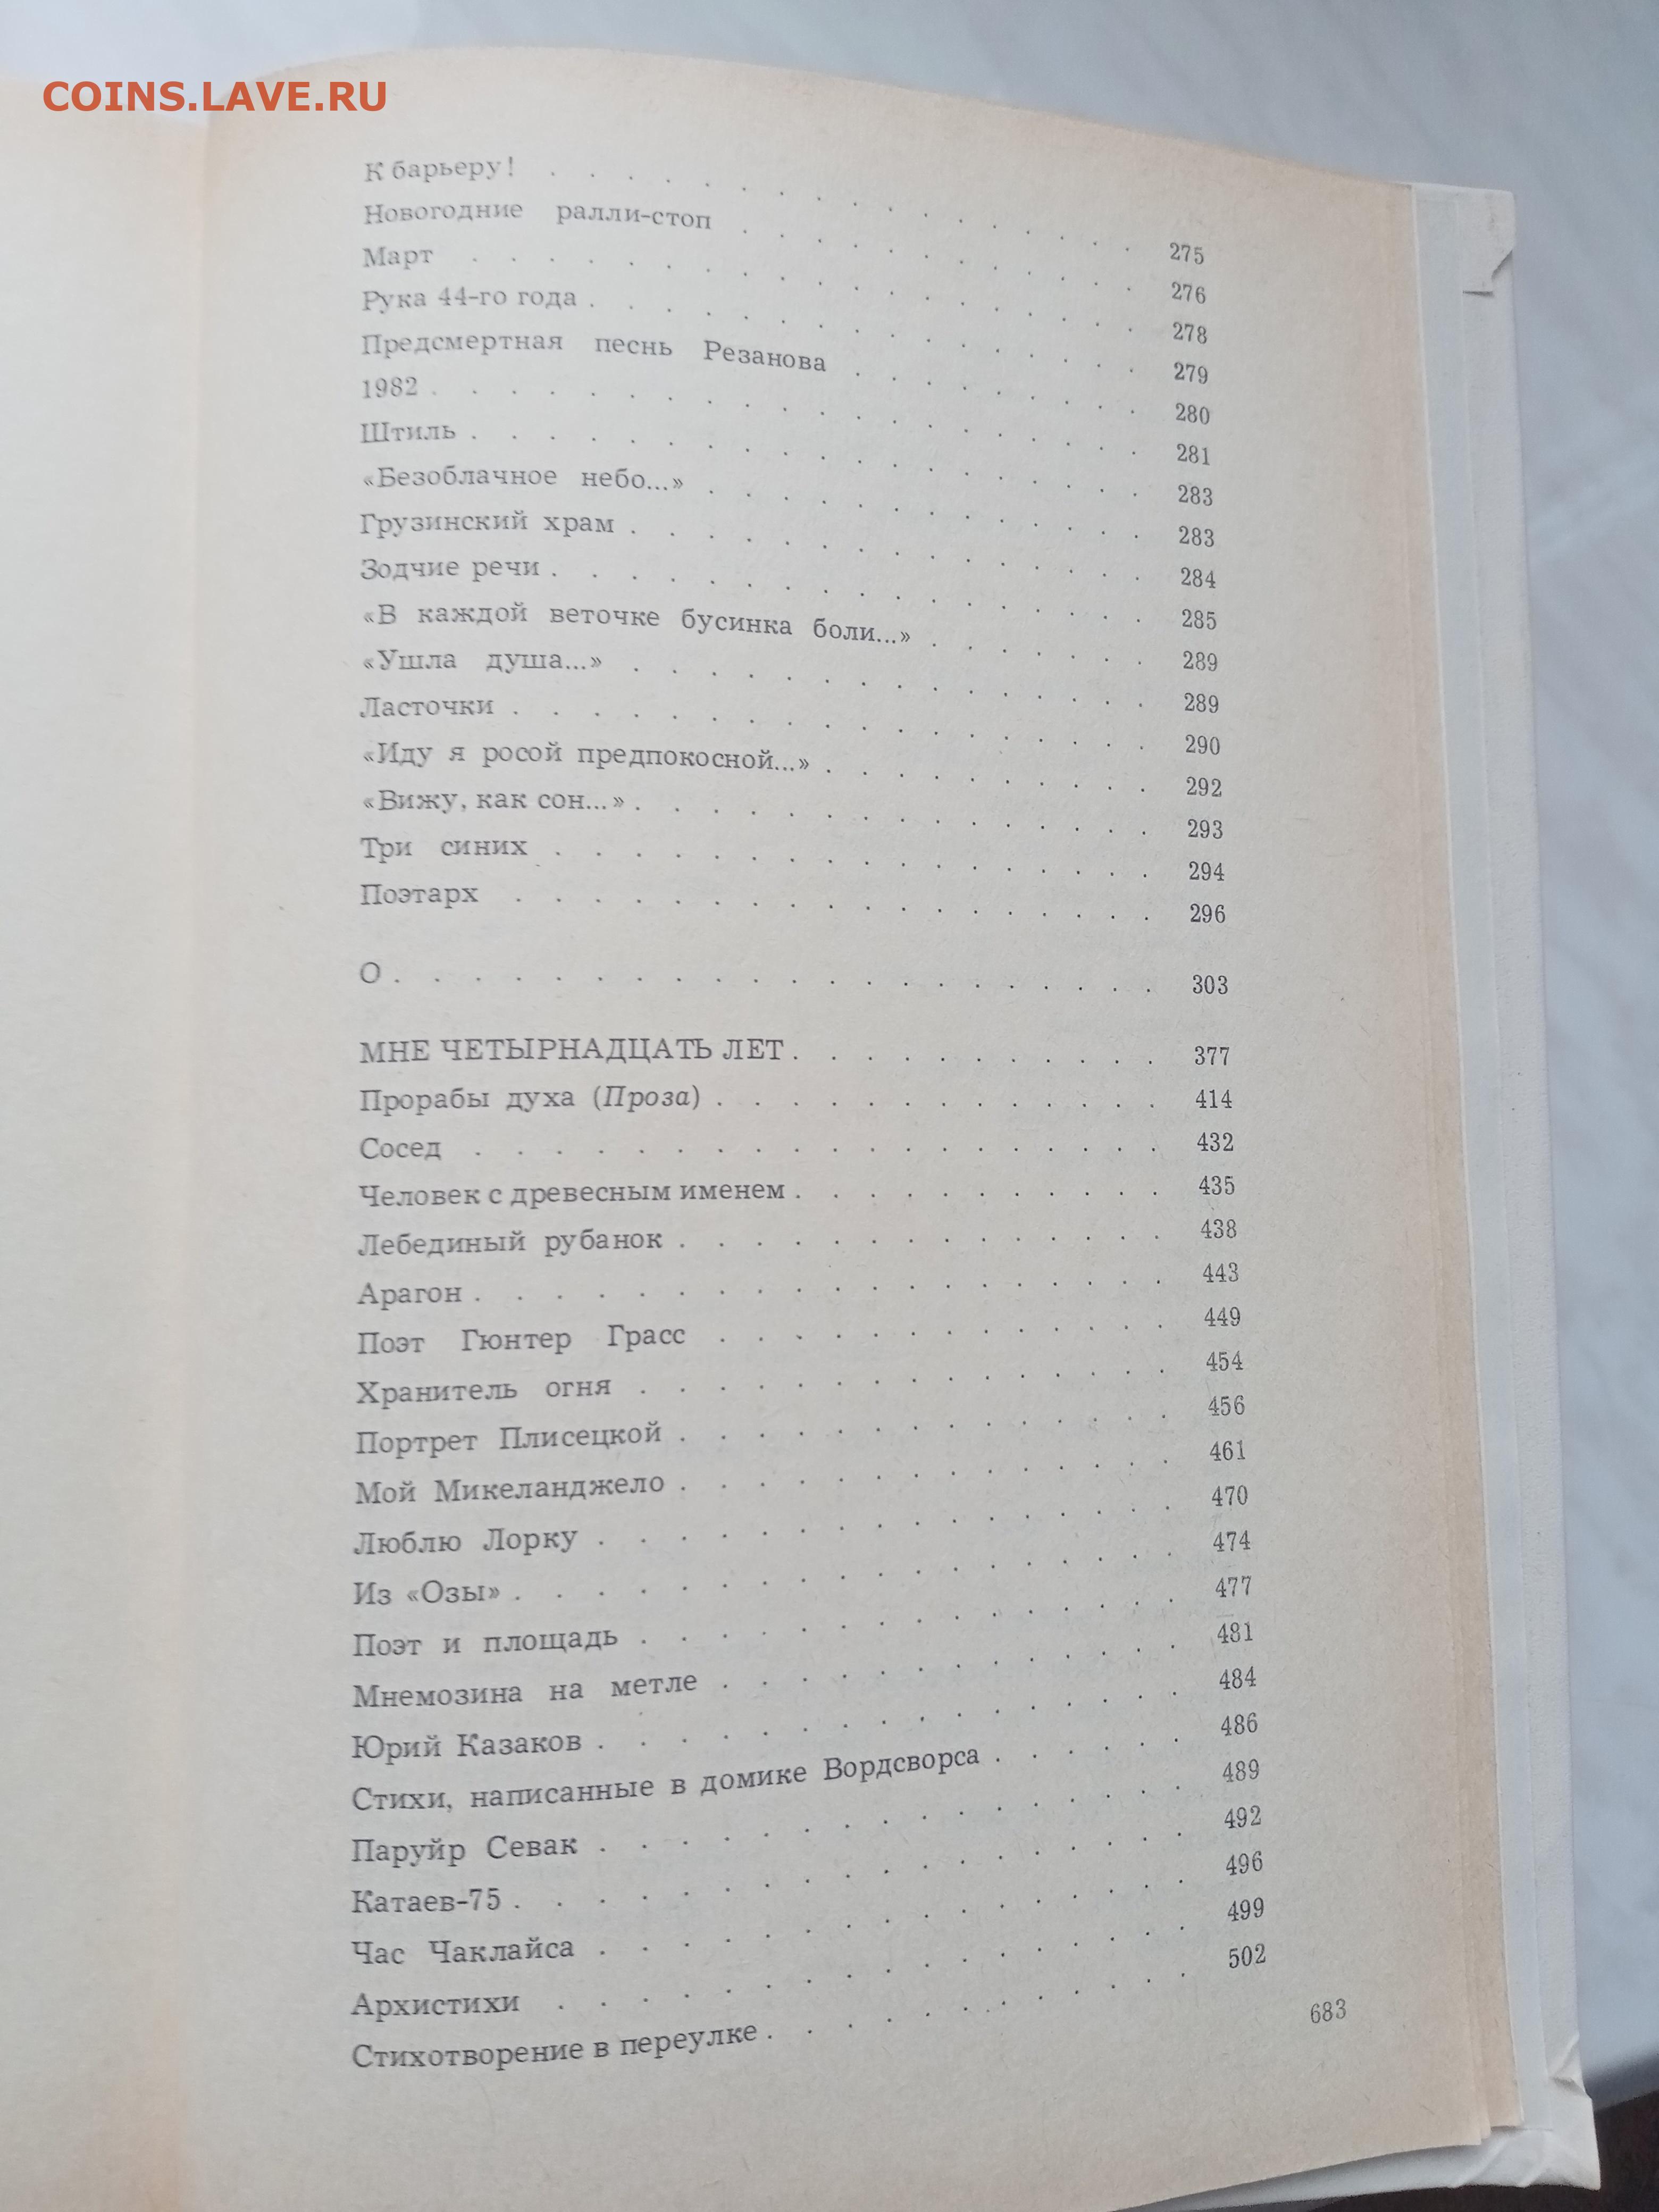 COINS.LAVE.RU
К барьеру! . . . . . . . . . . . . . . . . 275
Новогодние ралли-стоп . . . . . . . . . . . 276
Март . . . . . . . . . . . . . . . . . . 278
Рука 44-го года . . . . . . . . . . . . . . . 279
Предсмертная песнь Резанова . . . . . . . . 280
1982 . . . . . . . . . . . . . . . . . . . 281
Штиль . . . . . . . . . . . . . . . . . . 283
«Безоблачное небо...» . . . . . . . . . . . . 283
Грузинский храм . . . . . . . . . . . . . . 284
Зодчие речи . . . . . . . . . . . . . . . . 285
«В каждой веточке бусинка боли...» . . . . . . 289
«Ушла душа...» . . . . . . . . . . . . . . 289
Ласточки . . . . . . . . . . . . . . . . . 290
«Иду я росой предпокосной...» . . . . . . . . . 292
«Вижу, как сон...» . . . . . . . . . . . . . . 293
Три синих . . . . . . . . . . . . . . . . 294
Поэтарх . . . . . . . . . . . . . . . . . 296
О . . . . . . . . . . . . . . . . . . . . 303
МНЕ ЧЕТЫРНАДЦАТЬ ЛЕТ . . . . . . . . . . 377
Прорабы духа (Проза) . . . . . . . . . . . . 414
Сосед . . . . . . . . . . . . . . . . . . 432
Человек с древесным именем . . . . . . . . . . 435
Лебединый рубанок . . . . . . . . . . . . . 438
Арагон . . . . . . . . . . . . . . . . . . 443
Поэт Гюнтер Грасс . . . . . . . . . . . . 449
Хранитель огня . . . . . . . . . . . . . . 454
Портрет Плисецкой . . . . . . . . . . . . . 456
Мой Микеланджело . . . . . . . . . . . . . 461
Люблю Лорку . . . . . . . . . . . . . . . 470
Из «Озы» . . . . . . . . . . . . . . . . . 474
Поэт и площадь . . . . . . . . . . . . . . 477
Мнемозина на метле . . . . . . . . . . . . 481
Юрий Казаков . . . . . . . . . . . . . . . 484
Стихи, написанные в домике Вордсворса . . . . . 486
Паруйр Севак . . . . . . . . . . . . . . . 489
Катаев-75 . . . . . . . . . . . . . . . . . 492
Час Чаклайса . . . . . . . . . . . . . . . 496
Архистихи . . . . . . . . . . . . . . . . 499
Стихотворение в переулке . . . . . . . . . . . 502
683